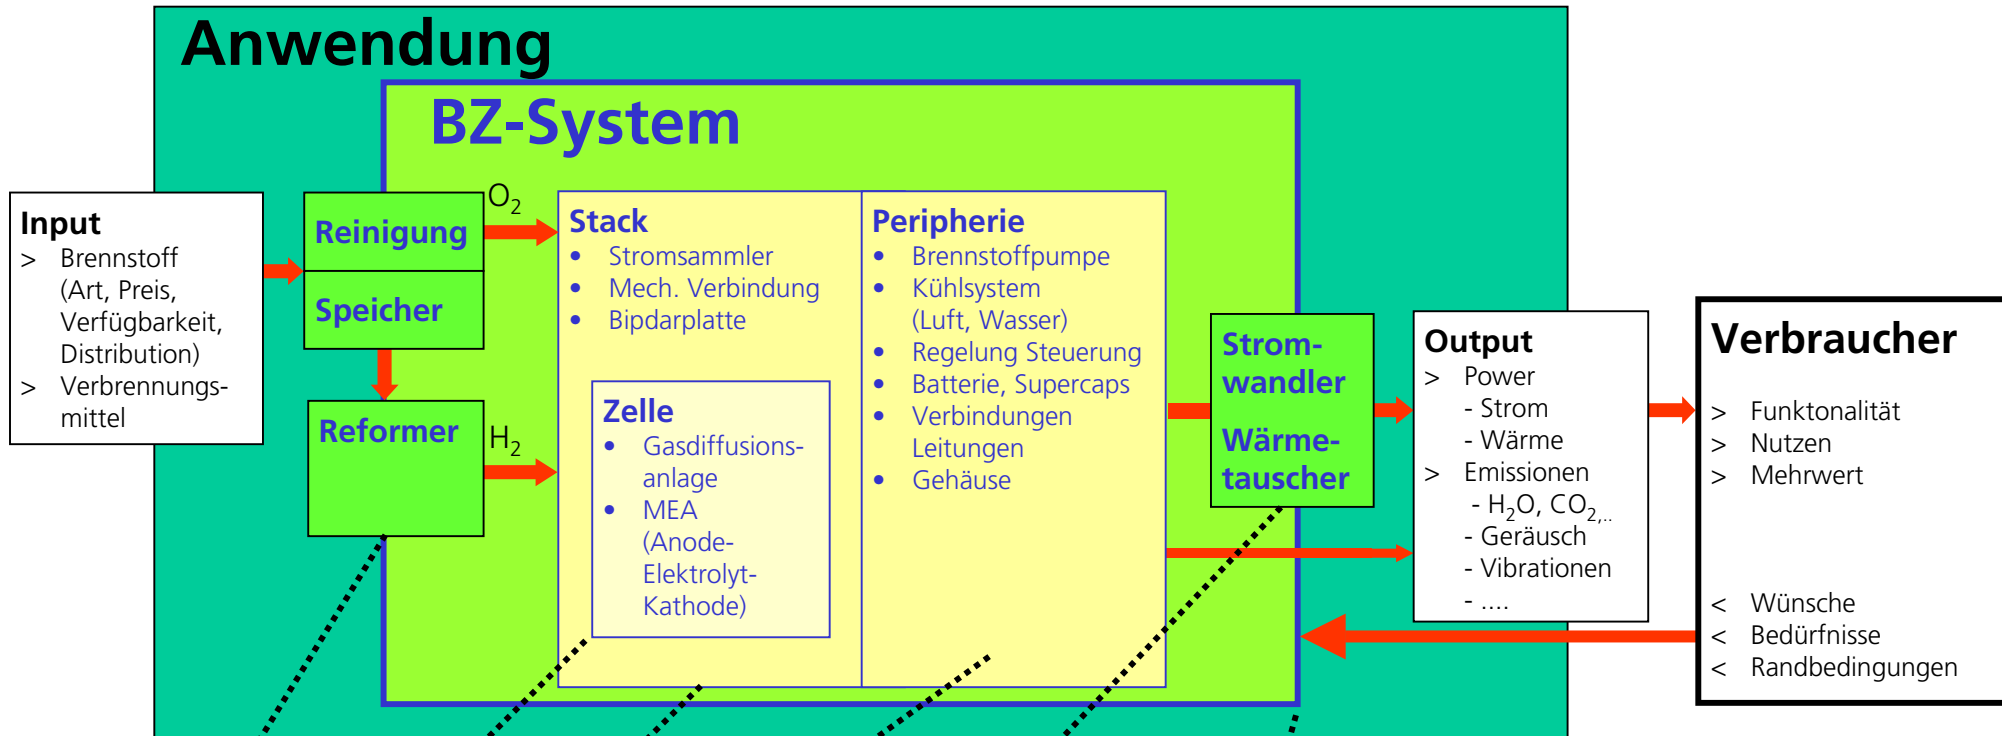 Anwendung
BZ-System
Input
> Brennstoff
(Art, Preis,
Verfügbarkeit,
Distribution)
> Verbrennungs-
mittel
Reinigung
Speicher
Reformer
O₂
H₂
Stack
• Stromsammler
• Mech. Verbindung
• Bipdarplatte
Zelle
• Gasdiffusions-
anlage
• MEA
(Anode-
Elektrolyt-
Kathode)
Peripherie
• Brennstoffpumpe
• Kühlsystem
(Luft, Wasser)
• Regelung Steuerung
• Batterie, Supercaps
• Verbindungen
Leitungen
• Gehäuse
Strom-
wandler
Wärme-
tauscher
Output
> Power
- Strom
- Wärme
> Emissionen
- H₂O, CO₂,..
- Geräusch
- Vibrationen
- ....
Verbraucher
> Funktonalität
> Nutzen
> Mehrwert
< Wünsche
< Bedürfnisse
< Randbedingungen